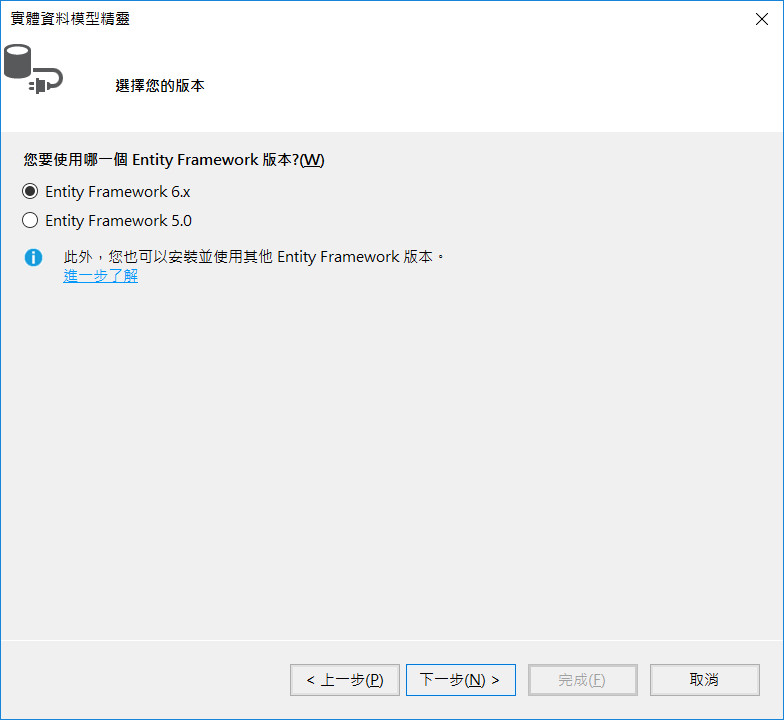 實體資料模型精靈
選擇您的版本
您要使用哪一個 Entity Framework 版本?(W)
Entity Framework 6.x
Entity Framework 5.0
此外，您也可以安裝並使用其他 Entity Framework 版本。
進一步了解
< 上一步(P) 下一步(N) > 完成(F) 取消